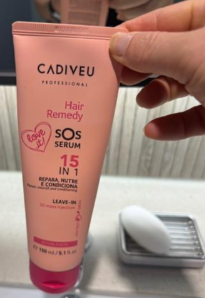 CADIVEU
PROFESSIONAL
Hair
Remedy
love it!
SOS
SERUM
15
IN 1
REPARA, NUTRE
E CONDICIONA
LEAVE-IN